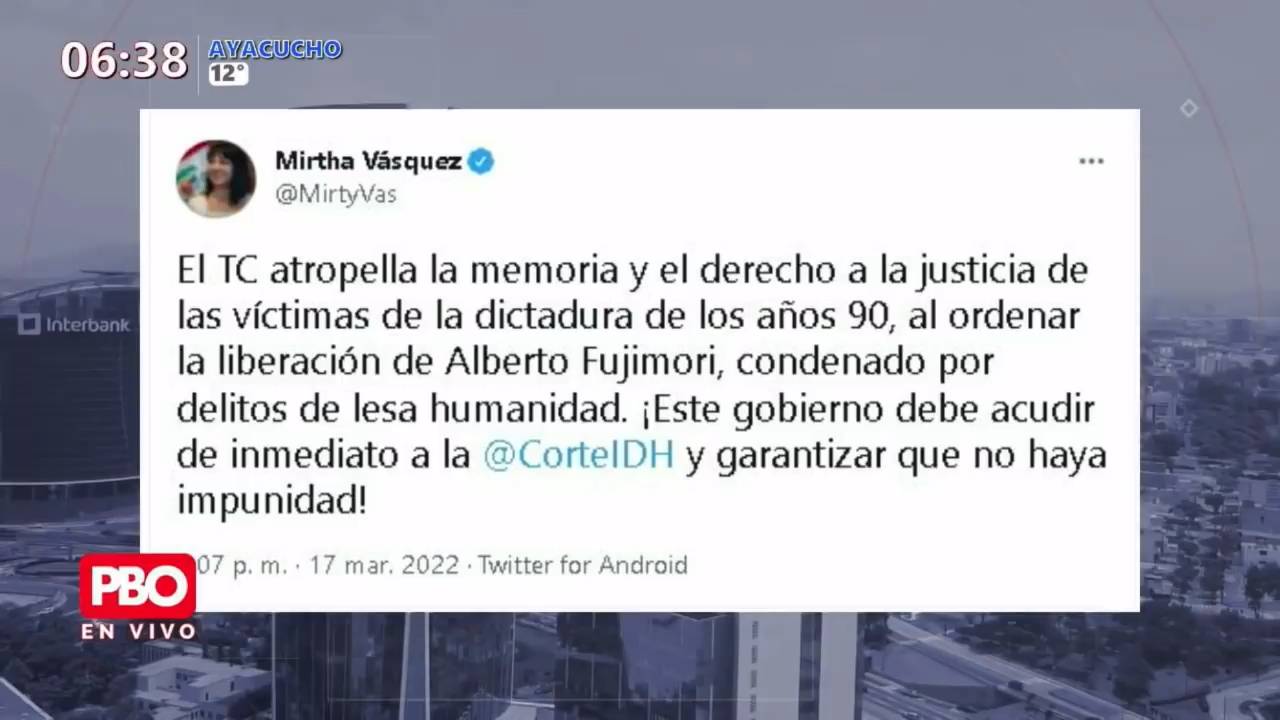 06:38
AYACUCHO
12°
Mirtha Vásquez
@MirtyVas
El TC atropella la memoria y el derecho a la justicia de
las víctimas de la dictadura de los años 90, al ordenar
la liberación de Alberto Fujimori, condenado por
delitos de lesa humanidad. ¡Este gobierno debe acudir
de inmediato a la @CorteIDH y garantizar que no haya
impunidad!
07 p. m. · 17 mar. 2022 · Twitter for Android
Interbank
PBO
EN VIVO